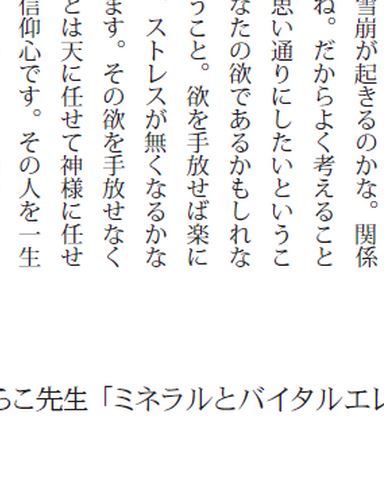 雪崩が起きるのかな。関係
ね。だからよく考えること
思い通りにしたいというこ
なたの欲であるかもしれな
うこと。欲を手放せば楽に
ストレスが無くなるかな
ます。その欲を手放せなく
とは天に任せて神様に任せ
信仰心です。その人を一生
らこ先生「ミネラルとバイタルエレ